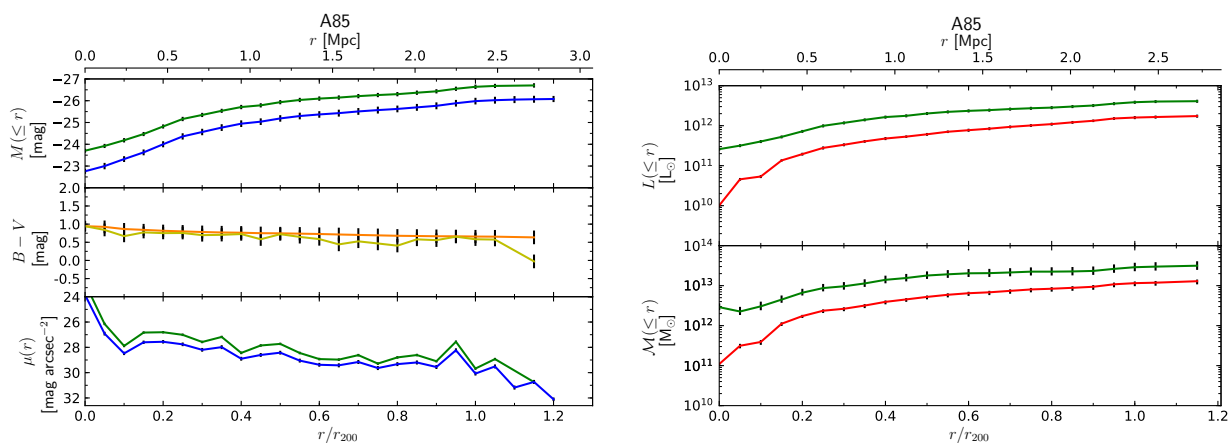 A85
r [Mpc]
0.0 0.5 1.0 1.5 2.0 2.5 3.0
M(≤ r)
[mag]
−27
−26
−25
−24
−23
B − V
[mag]
2.0
1.5
1.0
0.5
0.0
-0.5
μ(r)
[mag arcsec⁻²]
24
26
28
30
32
0.0 0.2 0.4 0.6 0.8 1.0 1.2
r/r₂₀₀
A85
r [Mpc]
0.0 0.5 1.0 1.5 2.0 2.5
L(≤ r)
[L⊙]
10¹³
10¹²
10¹¹
10¹⁰
10¹⁴
M(≤ r)
[M⊙]
10¹³
10¹²
10¹¹
10¹⁰
0.0 0.2 0.4 0.6 0.8 1.0 1.2
r/r₂₀₀